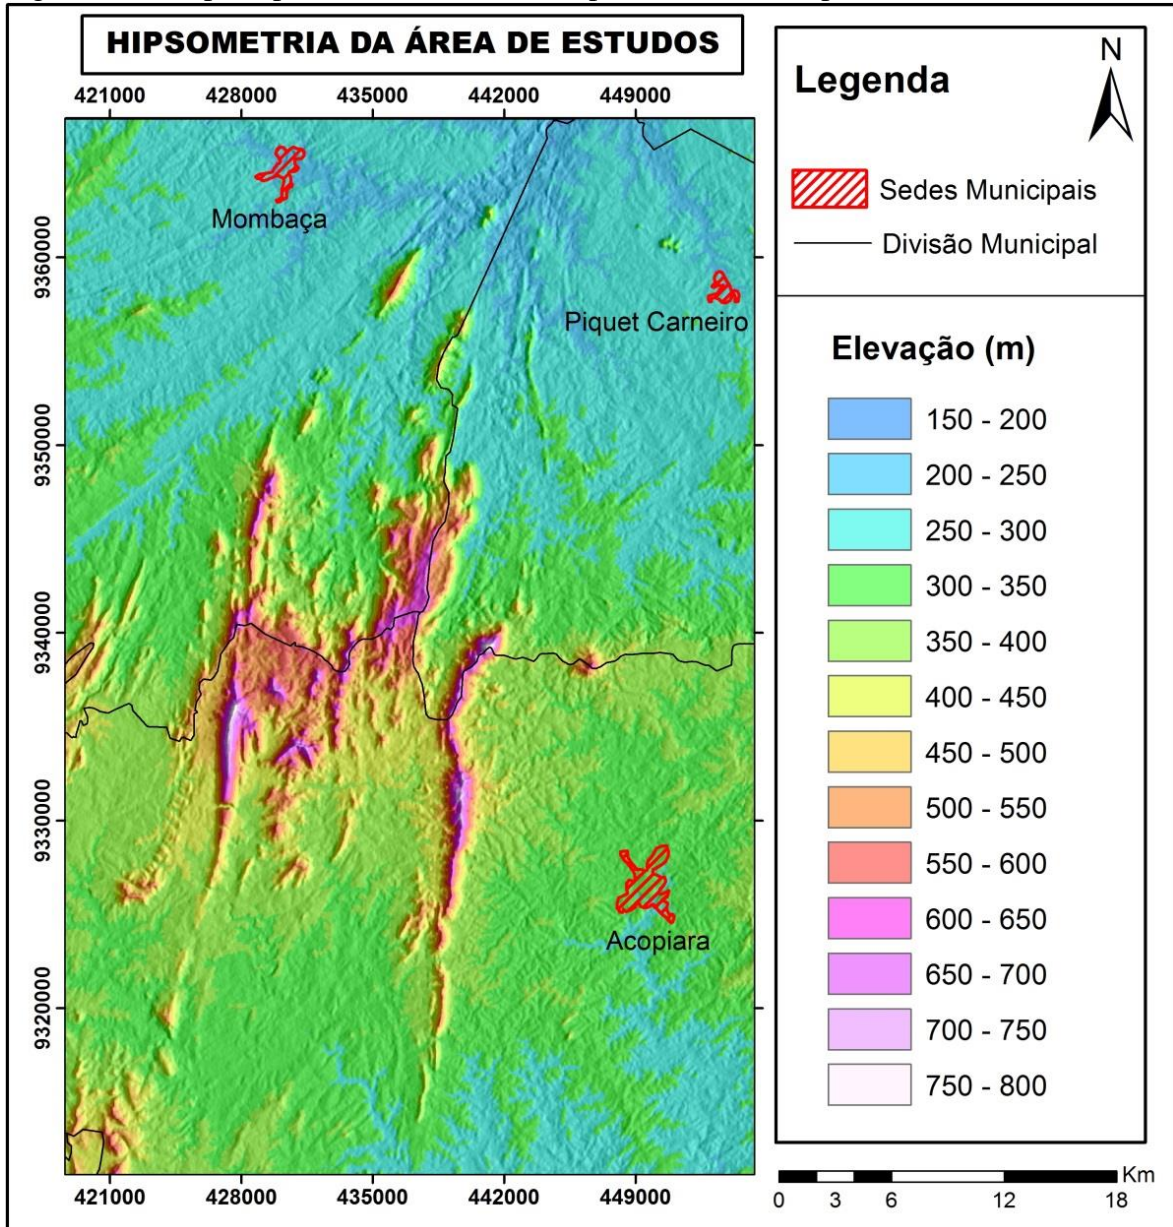 HIPSOMETRIA DA ÁREA DE ESTUDOS
421000 428000 435000 442000 449000
9360000
9350000
9340000
9330000
9320000
Mombaça
Piquet Carneiro
Acopiara
421000 428000 435000 442000 449000
Legenda
N
Sedes Municipais
Divisão Municipal
Elevação (m)
150 - 200
200 - 250
250 - 300
300 - 350
350 - 400
400 - 450
450 - 500
500 - 550
550 - 600
600 - 650
650 - 700
700 - 750
750 - 800
Km
0 3 6 12 18